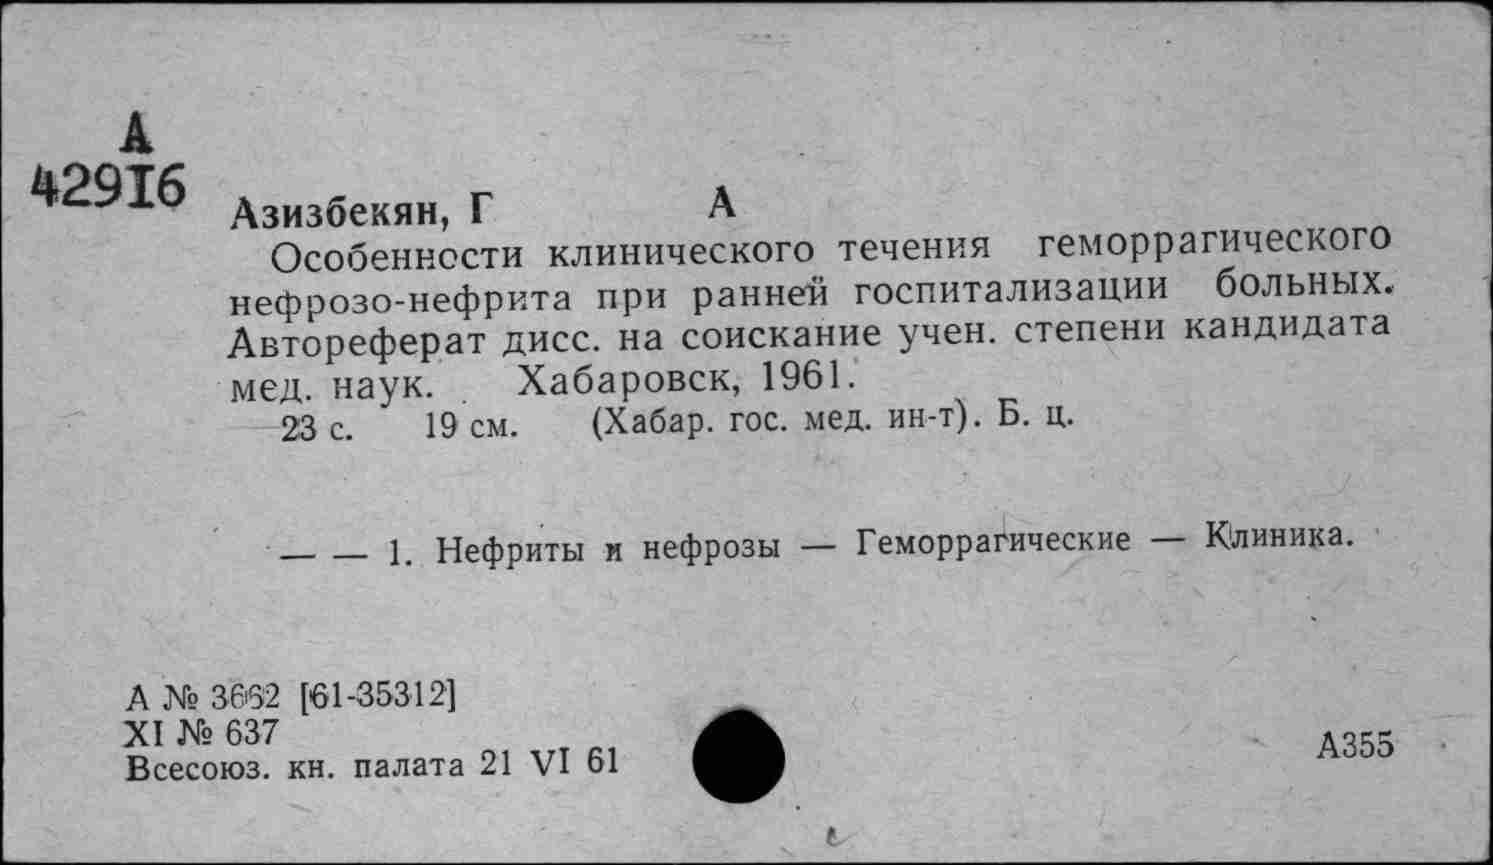 А
42916
Азизбекян, Г А
Особенности клинического течения геморрагического
нефрозо-нефрита при ранней госпитализации больных.
Автореферат дисс. на соискание учен. степени кандидата
мед. наук. Хабаровск, 1961.
23 с. 19 см. (Хабар. гос. мед. ин-т). Б. ц.
— — 1. Нефриты и нефрозы — Геморрагические — Клиника.
А № 3662 [61-35312]
XI № 637
Всесоюз. кн. палата 21 VI 61
А355